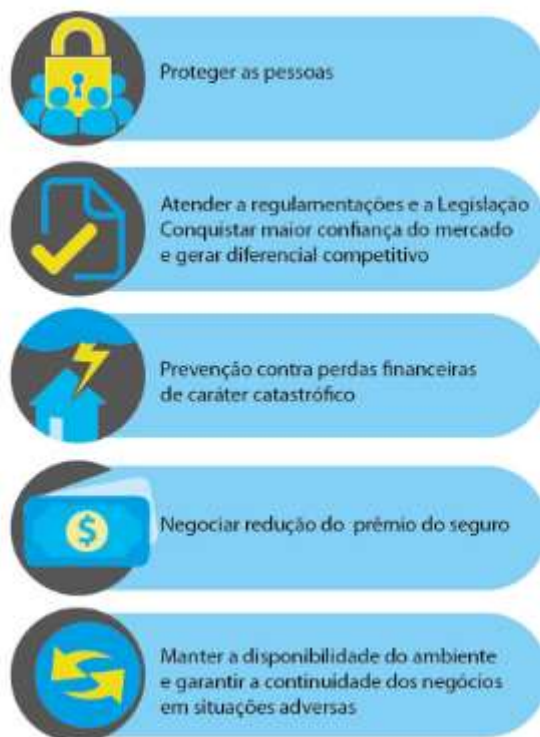 Proteger as pessoas
Atender a regulamentações e a Legislação
Conquistar maior confiança do mercado
e gerar diferencial competitivo
Prevenção contra perdas financeiras
de caráter catastrófico
$
Negociar redução do prêmio do seguro
Manter a disponibilidade do ambiente
e garantir a continuidade dos negócios
em situações adversas